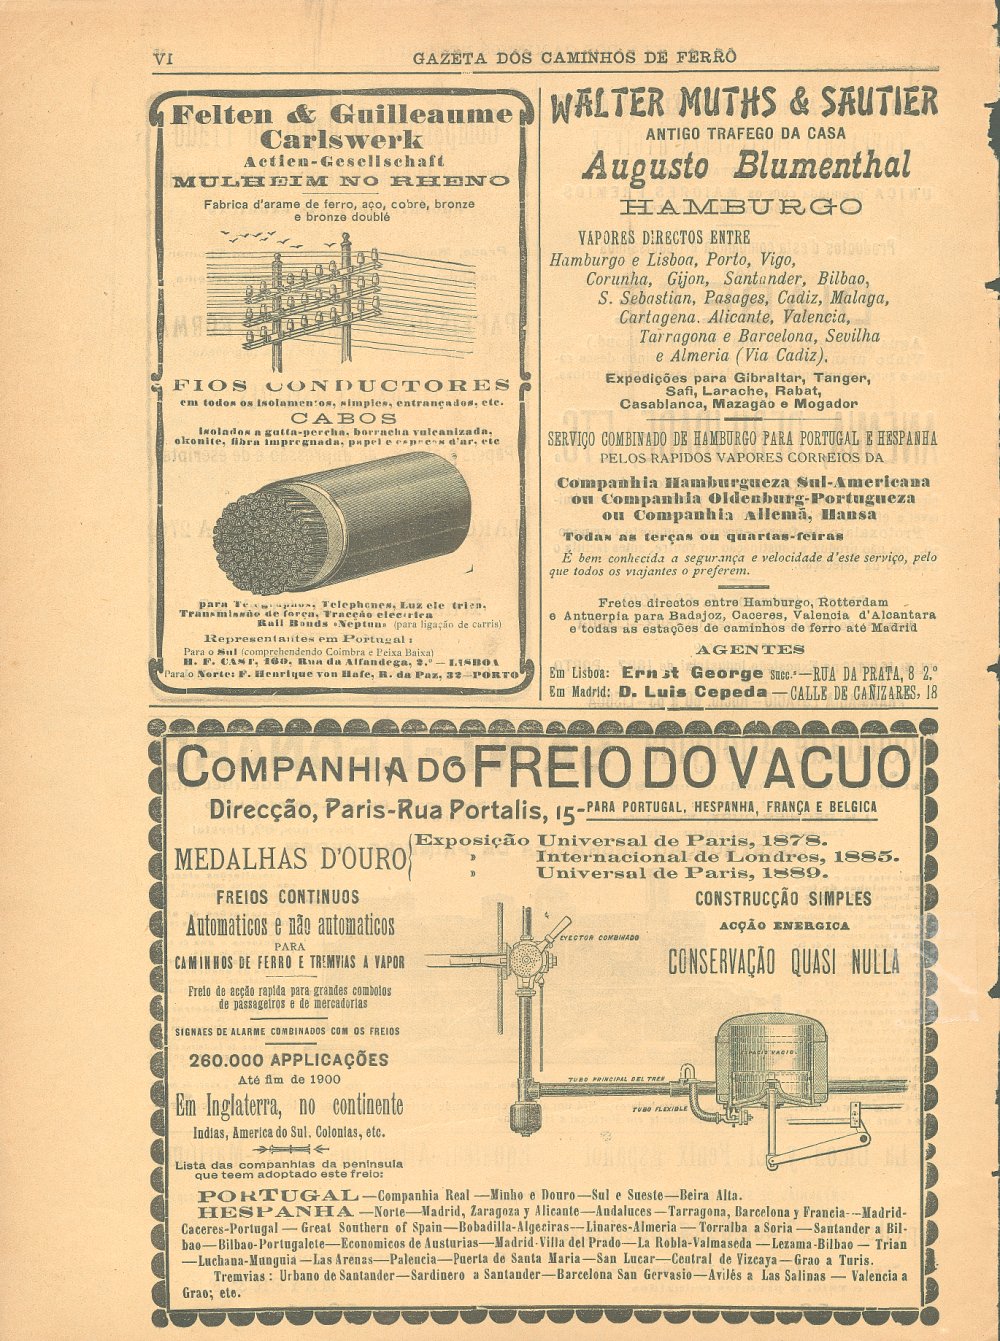 VI
GAZETA DOS CAMINHOS DE FERRO
Felten & Guilleaume
Carlswerk
Actien-Gesellschaft
MULHEIM NO RHENO
Fabrica d'arame de ferro, aço, cobre, bronze
e bronze doublé
FIOS CONDUCTORES
em todos os isolamentos, simples, entrançados, etc.
CABOS
isolados a gutta-percha, borracha vulcanizada,
okonite, fibra impregnada, papel e espaces d'ar, etc
para Telegraphos, Telephones, Luz electrica,
Transmissão de força, Tracção electrica
Rail Bonds «Neptun» (para ligação de carris)
Representantes em Portugal:
Para o Sul (comprehendendo Coimbra e Peixa Baixa)
H. F. CAST, 160, Rua da Alfandega, 2.º — LISBOA
Para o Norte: F. Henrique von Hafe, R. da Paz, 32—PORTO
WALTER MUTHS & SAUTIER
ANTIGO TRAFEGO DA CASA
Augusto Blumenthal
HAMBURGO
VAPORES DIRECTOS ENTRE
Hamburgo e Lisboa, Porto, Vigo,
Corunha, Gijon, Santander, Bilbao,
S. Sebastian, Pasages, Cadiz, Malaga,
Cartagena. Alicante, Valencia,
Tarragona e Barcelona, Sevilha
e Almeria (Via Cadiz).
Expedições para Gibraltar, Tanger,
Safi, Larache, Rabat,
Casablanca, Mazagão e Mogador
SERVIÇO COMBINADO DE HAMBURGO PARA PORTUGAL E HESPANHA
PELOS RAPIDOS VAPORES CORREIOS DA
Companhia Hamburgueza Sul-Americana
ou Companhia Oldenburg-Portugueza
ou Companhia Allemã, Hansa
Todas as terças ou quartas-feiras
É bem conhecida a segurança e velocidade d'este serviço, pelo
que todos os viajantes o preferem.
Fretes directos entre Hamburgo, Rotterdam
e Antuerpia para Badajoz, Caceres, Valencia d'Alcantara
e todas as estações de caminhos de ferro até Madrid
AGENTES
Em Lisboa: Ernst George Succ.s—RUA DA PRATA, 8 2.º
Em Madrid: D. Luis Cepeda—CALLE DE CAÑIZARES, 18
COMPANHIA DO FREIO DO VACUO
Direcção, Paris-Rua Portalis, 15-PARA PORTUGAL, HESPANHA, FRANÇA E BELGICA
MEDALHAS D'OURO
Exposição Universal de Paris, 1878.
» Internacional de Londres, 1885.
» Universal de Paris, 1889.
FREIOS CONTINUOS
Automaticos e não automaticos
PARA
CAMINHOS DE FERRO E TREMVIAS A VAPOR
Freio de acção rapida para grandes comboios
de passageiros e de mercadorias
SIGNAES DE ALARME COMBINADOS COM OS FREIOS
260.000 APPLICAÇÕES
Até fim de 1900
Em Inglaterra, no continente
Indias, America do Sul, Colonias, etc.
CONSTRUCÇÃO SIMPLES
ACÇÃO ENERGICA
CONSERVAÇÃO QUASI NULLA
EYECTOR COMBINADO
ESPACIO VACIO
TUBO PRINCIPAL DEL TREN
TUBO FLEXIBLE
Lista das companhias da peninsula
que teem adoptado este freio:
PORTUGAL—Companhia Real—Minho e Douro—Sul e Sueste—Beira Alta.
HESPANHA—Norte—Madrid, Zaragoza y Alicante—Andaluces—Tarragona, Barcelona y Francia—Madrid-
Caceres-Portugal—Great Southern of Spain—Bobadilla-Algeciras—Linares-Almeria—Torralba a Soria—Santander a Bil-
bao—Bilbao-Portugalete—Economicos de Austurias—Madrid-Villa del Prado—La Robla-Valmaseda—Lezama-Bilbao—Trian
—Luchana-Munguia—Las Arenas—Palencia—Puerta de Santa Maria—San Lucar—Central de Vizcaya—Grao a Turis.
Tremvias: Urbano de Santander—Sardinero a Santander—Barcelona San Gervasio—Avilés a Las Salinas—Valencia a
Grao; etc.